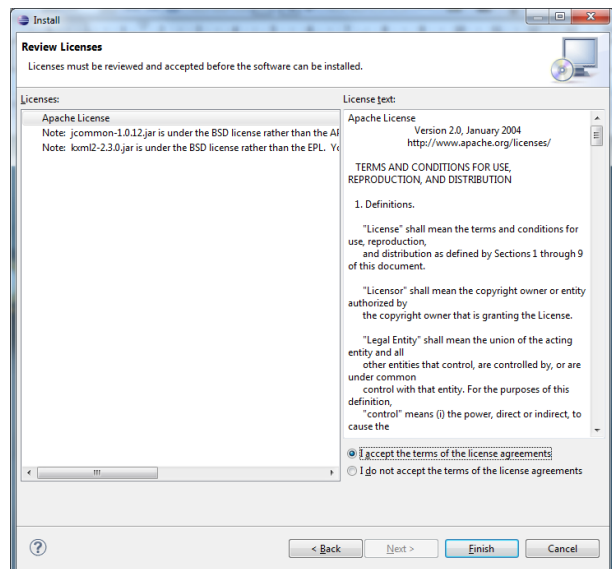 Install
Review Licenses
Licenses must be reviewed and accepted before the software can be installed.
Licenses:
Apache License
Note: jcommon-1.0.12.jar is under the BSD license rather than the
Note: kxml2-2.3.0.jar is under the BSD license rather than the EPL.
License text:
Apache License
Version 2.0, January 2004
http://www.apache.org/licenses/
TERMS AND CONDITIONS FOR USE,
REPRODUCTION, AND DISTRIBUTION
1. Definitions.
"License" shall mean the terms and conditions for
use, reproduction,
and distribution as defined by Sections 1 through 9
of this document.
"Licensor" shall mean the copyright owner or entity
authorized by
the copyright owner that is granting the License.
"Legal Entity" shall mean the union of the acting
entity and all
other entities that control, are controlled by, or are
under common
control with that entity. For the purposes of this
definition,
"control" means (i) the power, direct or indirect, to
cause the
I accept the terms of the license agreements
I do not accept the terms of the license agreements
< Back
Next >
Finish
Cancel